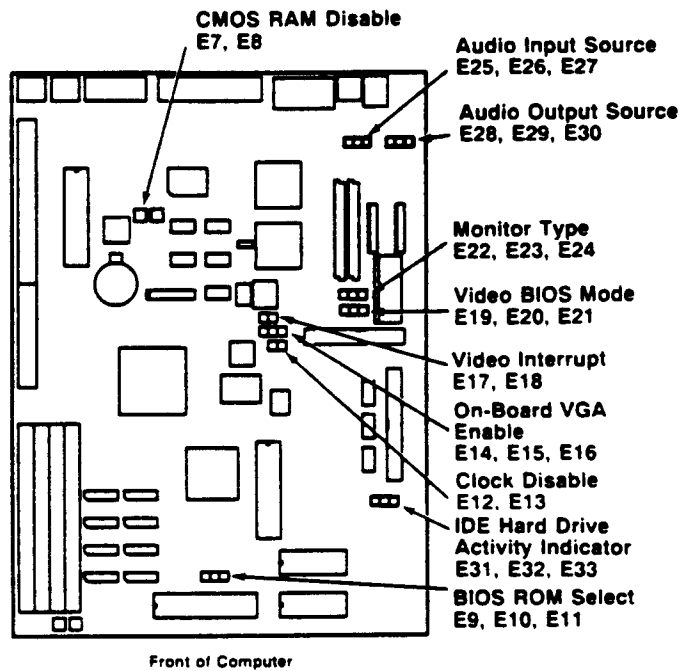 CMOS RAM Disable
E7, E8
Audio Input Source
E25, E26, E27
Audio Output Source
E28, E29, E30
Monitor Type
E22, E23, E24
Video BIOS Mode
E19, E20, E21
Video Interrupt
E17, E18
On-Board VGA
Enable
E14, E15, E16
Clock Disable
E12, E13
IDE Hard Drive
Activity Indicator
E31, E32, E33
BIOS ROM Select
E9, E10, E11
Front of Computer